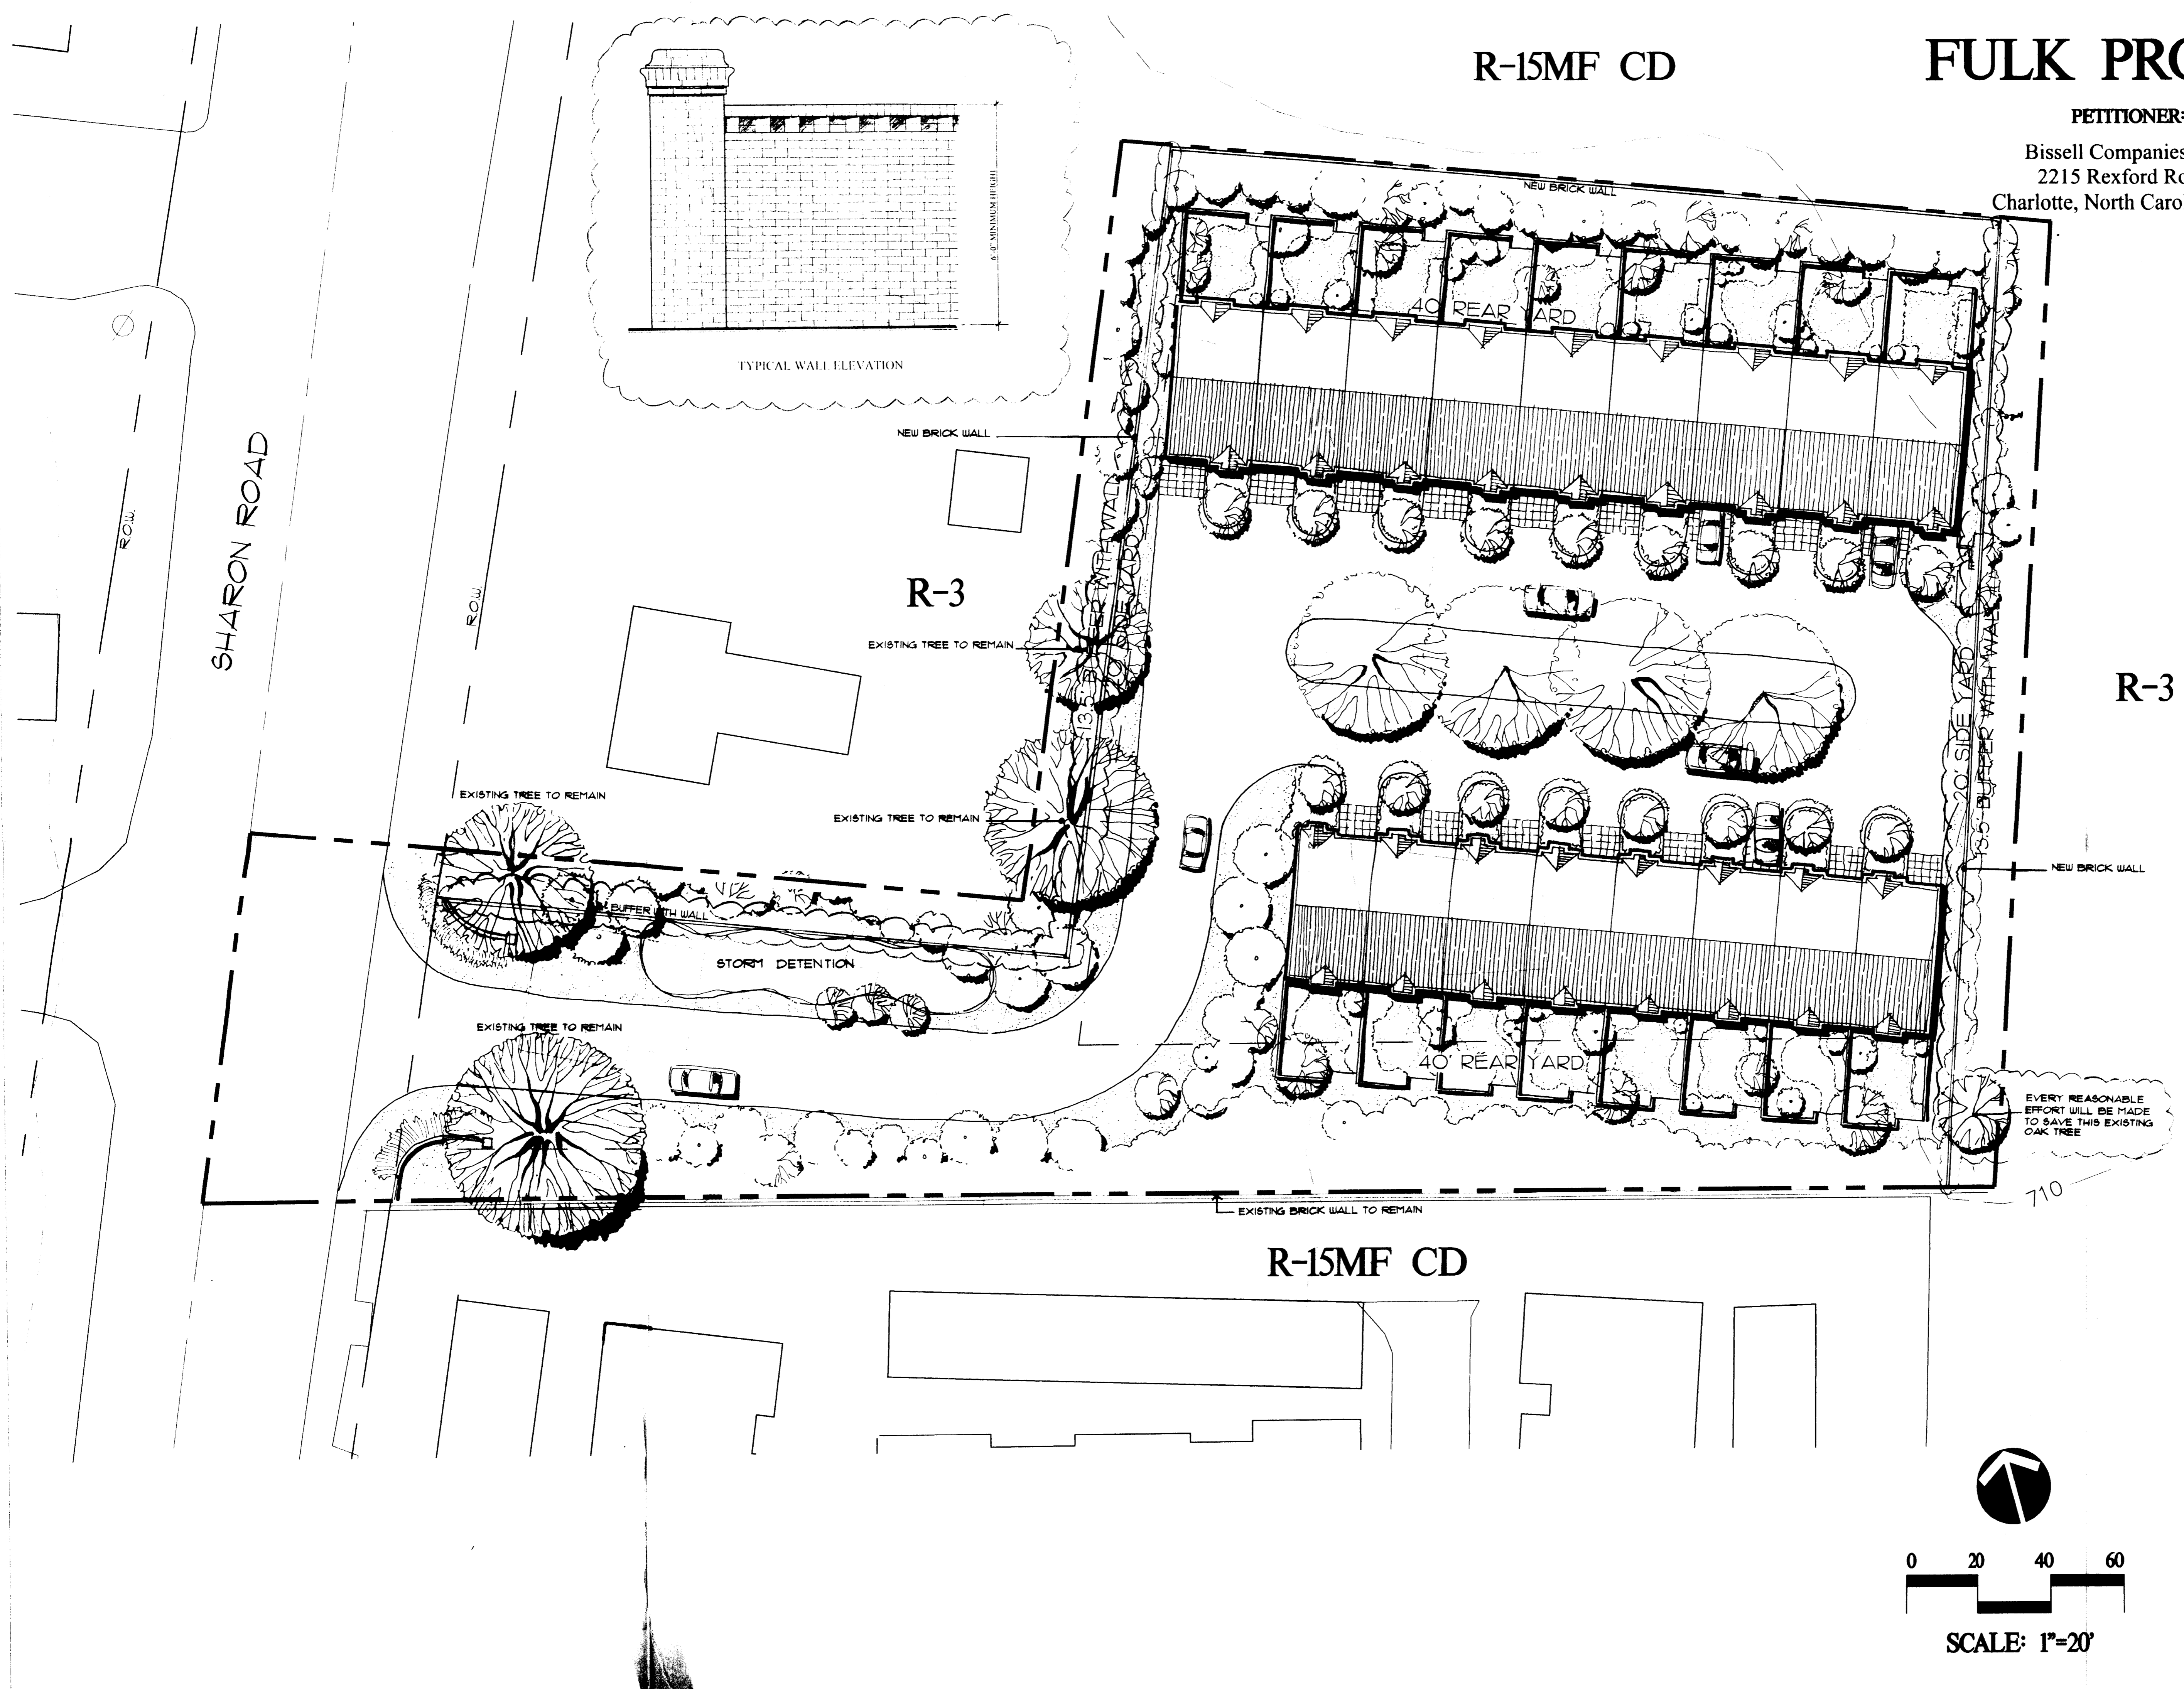 R-15MF CD
FULK PRO
PETITIONER:
Bissell Companies
2215 Rexford Ro
Charlotte, North Caro
6'-0" MINIMUM HEIGHT
TYPICAL WALL ELEVATION
NEW BRICK WALL
40' REAR YARD
NEW BRICK WALL
SHARON ROAD
R.O.W.
R.O.W.
R-3
EXISTING TREE TO REMAIN
13.5' BUFFER WITH WALL
SIDE YARD
20' SIDE YARD
13.5' BUFFER WITH WALL
R-3
EXISTING TREE TO REMAIN
EXISTING TREE TO REMAIN
NEW BRICK WALL
BUFFER WITH WALL
STORM DETENTION
EXISTING TREE TO REMAIN
40' REAR YARD
EVERY REASONABLE
EFFORT WILL BE MADE
TO SAVE THIS EXISTING
OAK TREE
710
EXISTING BRICK WALL TO REMAIN
R-15MF CD
0 20 40 60
SCALE: 1"=20'